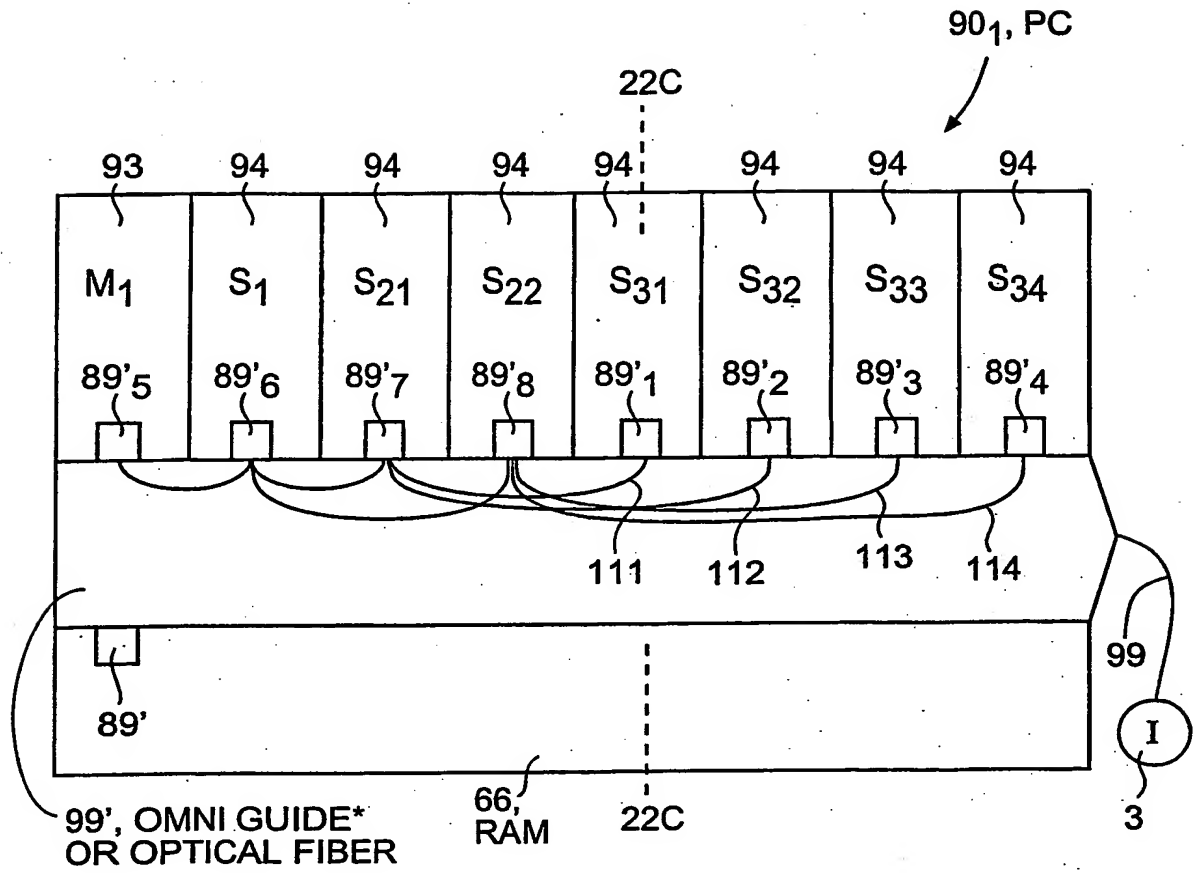 90₁, PC
22C
93 94 94 94 94 94 94 94
M₁ S₁ S₂₁ S₂₂ S₃₁ S₃₂ S₃₃ S₃₄
89'₅ 89'₆ 89'₇ 89'₈ 89'₁ 89'₂ 89'₃ 89'₄
111 112 113 114
99
89'
I
66,
RAM
22C
3
99', OMNI GUIDE*
OR OPTICAL FIBER